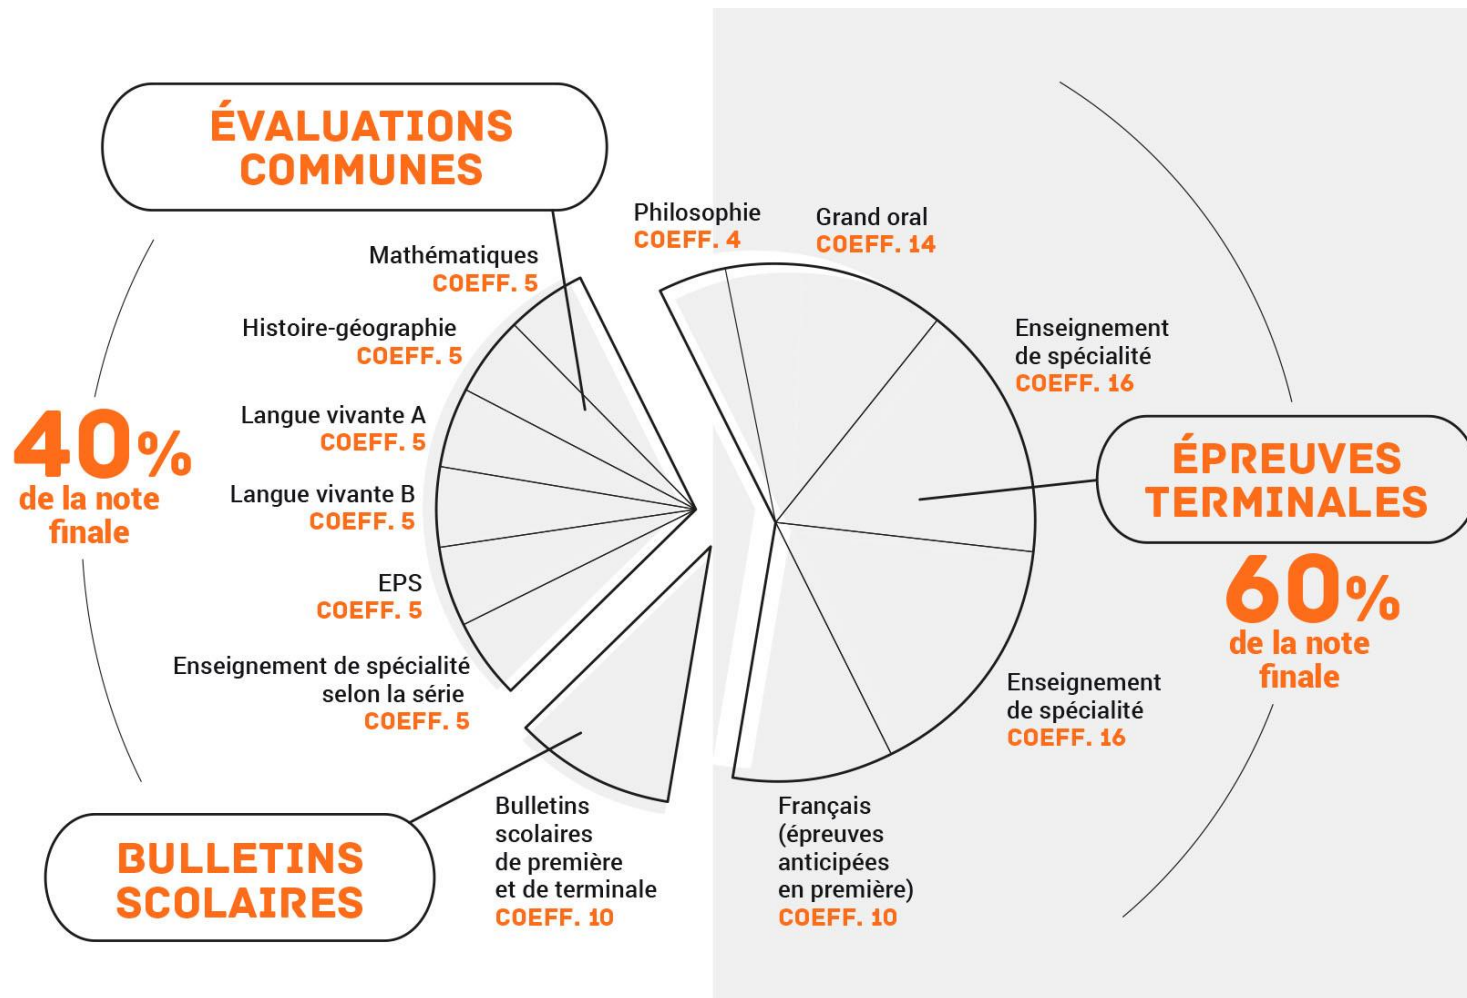 ÉVALUATIONS
COMMUNES
Mathématiques
COEFF. 5
Histoire-géographie
COEFF. 5
Langue vivante A
COEFF. 5
Langue vivante B
COEFF. 5
EPS
COEFF. 5
Enseignement de spécialité
selon la série
COEFF. 5
40%
de la note
finale
BULLETINS
SCOLAIRES
Bulletins
scolaires
de première
et de terminale
COEFF. 10
Philosophie
COEFF. 4
Grand oral
COEFF. 14
Enseignement
de spécialité
COEFF. 16
ÉPREUVES
TERMINALES
60%
de la note
finale
Enseignement
de spécialité
COEFF. 16
Français
(épreuves
anticipées
en première)
COEFF. 10